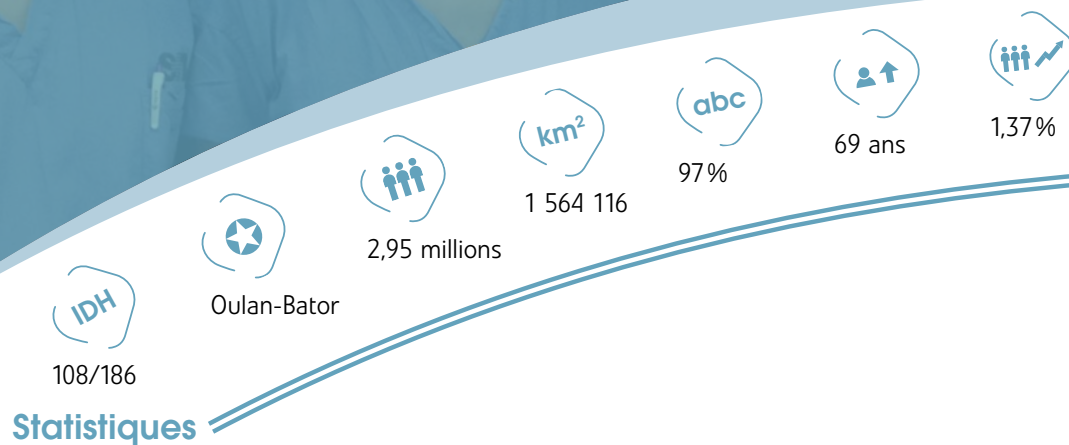 IDH
108/186
Oulan-Bator
2,95 millions
km²
1 564 116
abc
97%
69 ans
1,37%
Statistiques